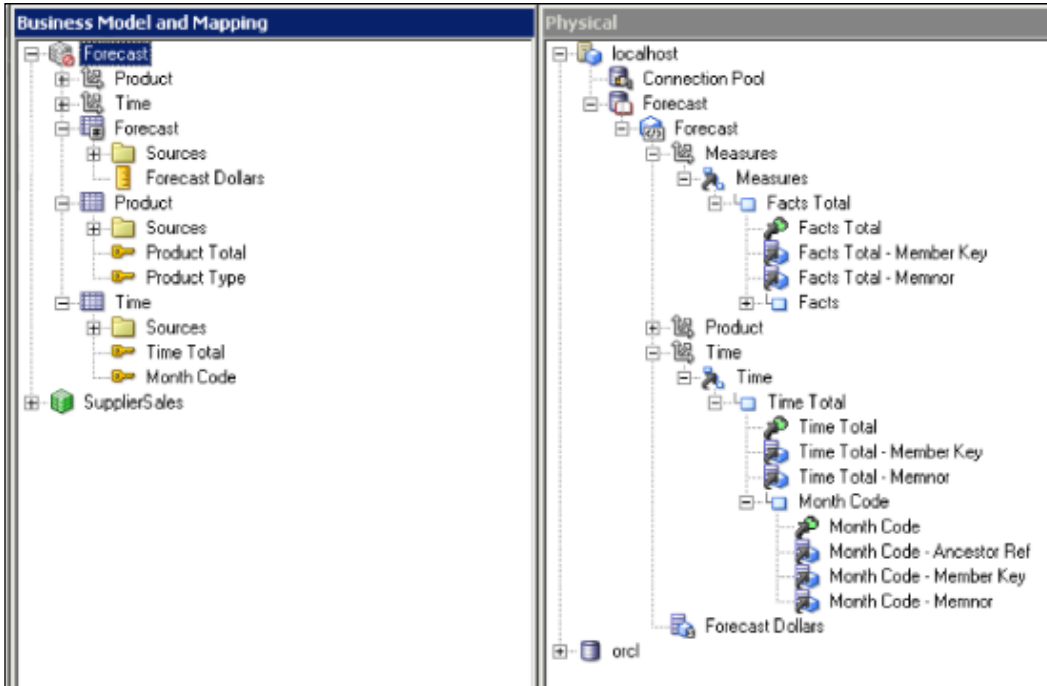 Business Model and Mapping
Forecast
Product
Time
Forecast
Sources
Forecast Dollars
Product
Sources
Product Total
Product Type
Time
Sources
Time Total
Month Code
SupplierSales
Physical
localhost
Connection Pool
Forecast
Forecast
Measures
Measures
Facts Total
Facts Total
Facts Total - Member Key
Facts Total - Memnor
Facts
Product
Time
Time
Time Total
Time Total
Time Total - Member Key
Time Total - Memnor
Month Code
Month Code
Month Code - Ancestor Ref
Month Code - Member Key
Month Code - Memnor
Forecast Dollars
orcl